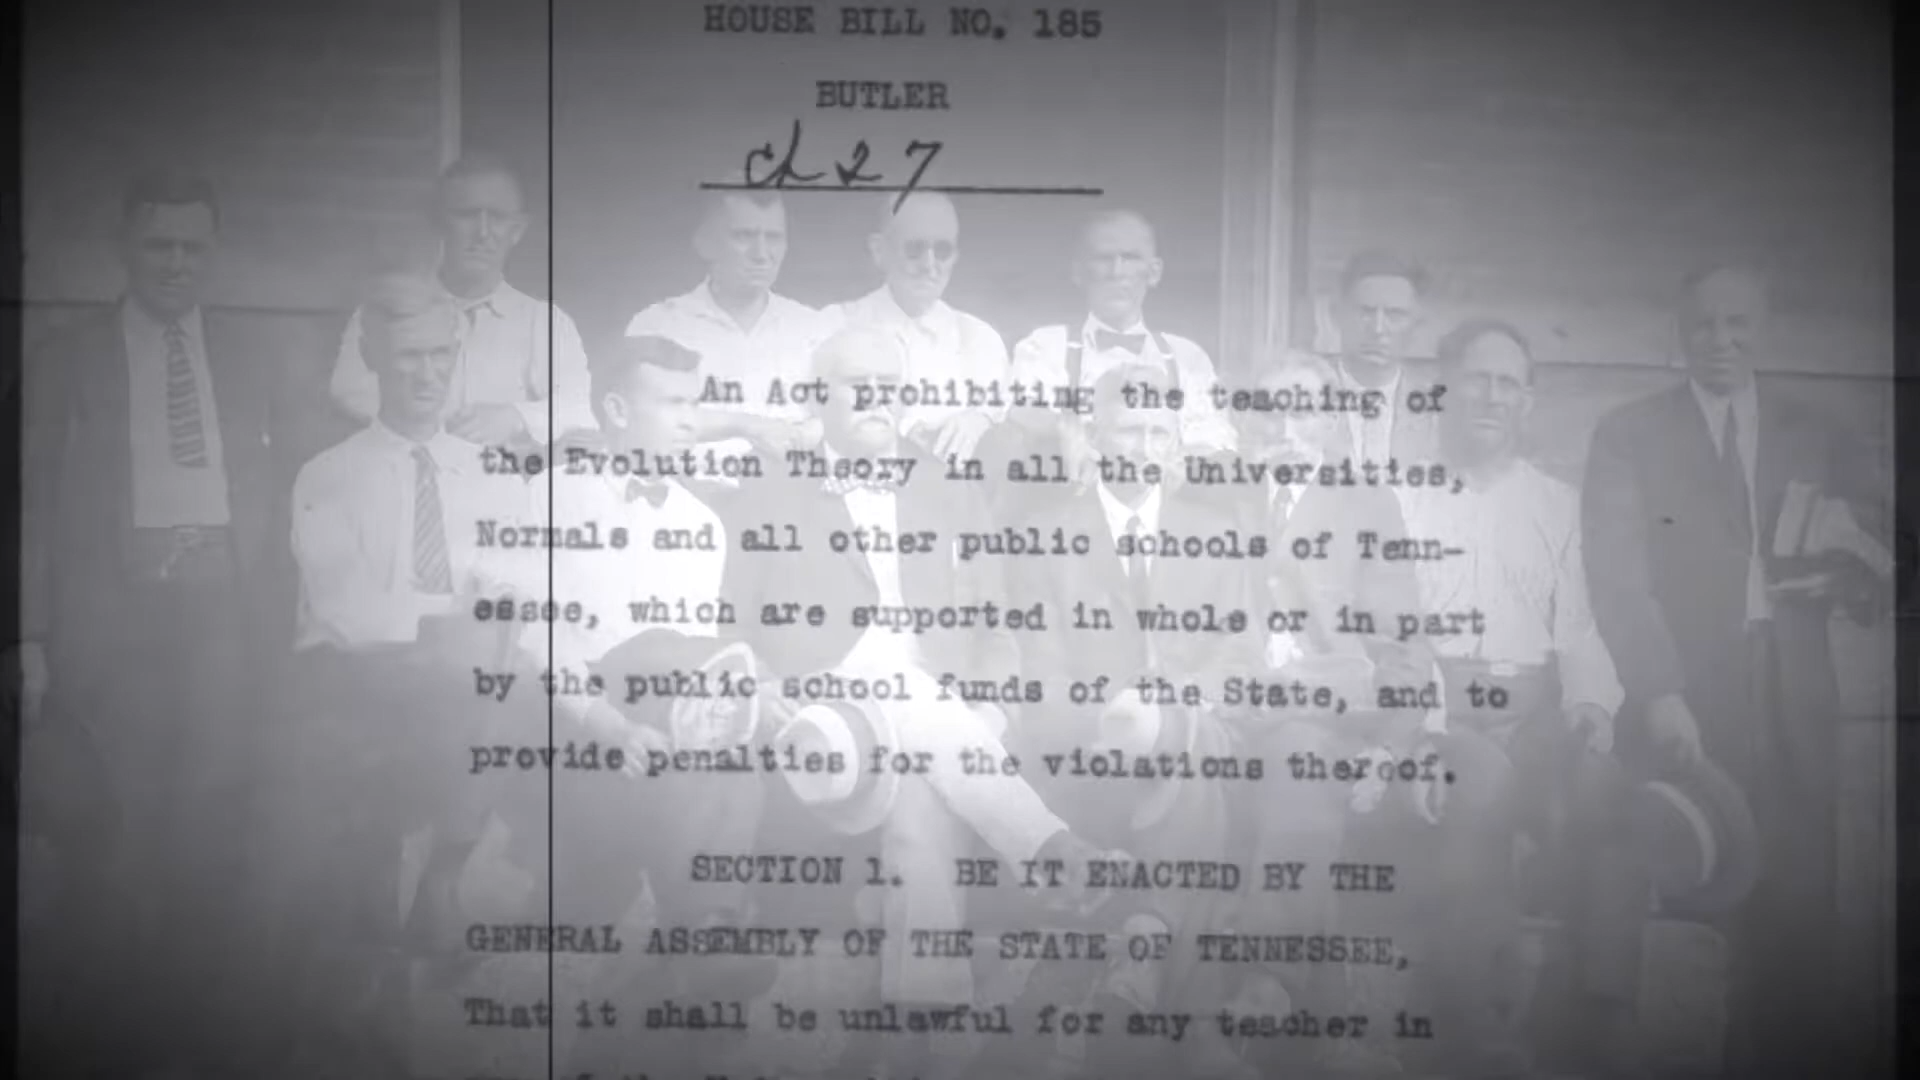 HOUSE BILL NO. 185
BUTLER
ch 27
An Act prohibiting the teaching of
the Evolution Theory in all the Universities,
Normals and all other public schools of Tenn-
essee, which are supported in whole or in part
by the public school funds of the State, and to
provide penalties for the violations thereof.
SECTION 1. BE IT ENACTED BY THE
GENERAL ASSEMBLY OF THE STATE OF TENNESSEE,
That it shall be unlawful for any teacher in